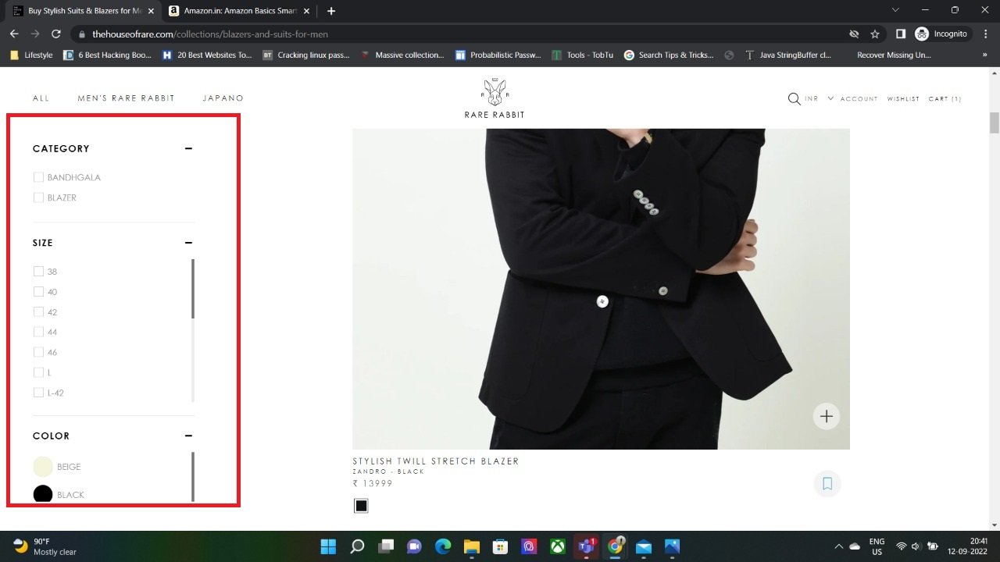 Buy Stylish Suits & Blazers for Me
Amazon.in: Amazon Basics Smart
thehouseofrare.com/collections/blazers-and-suits-for-men
Incognito
Lifestyle
6 Best Hacking Boo...
20 Best Websites To...
BT
Cracking linux pass...
Massive collection...
Probabilistic Passw...
Tools - TobTu
Search Tips & Tricks...
Java StringBuffer cl...
Recover Missing Un...
»
ALL
MEN'S RARE RABBIT
JAPANO
R R
RARE RABBIT
INR
ACCOUNT
WISHLIST
CART (1)
CATEGORY
BANDHGALA
BLAZER
SIZE
38
40
42
44
46
L
L-42
COLOR
BEIGE
BLACK
STYLISH TWILL STRETCH BLAZER
ZANDRO - BLACK
₹ 13999
90°F
Mostly clear
1
ENG
US
20:41
12-09-2022